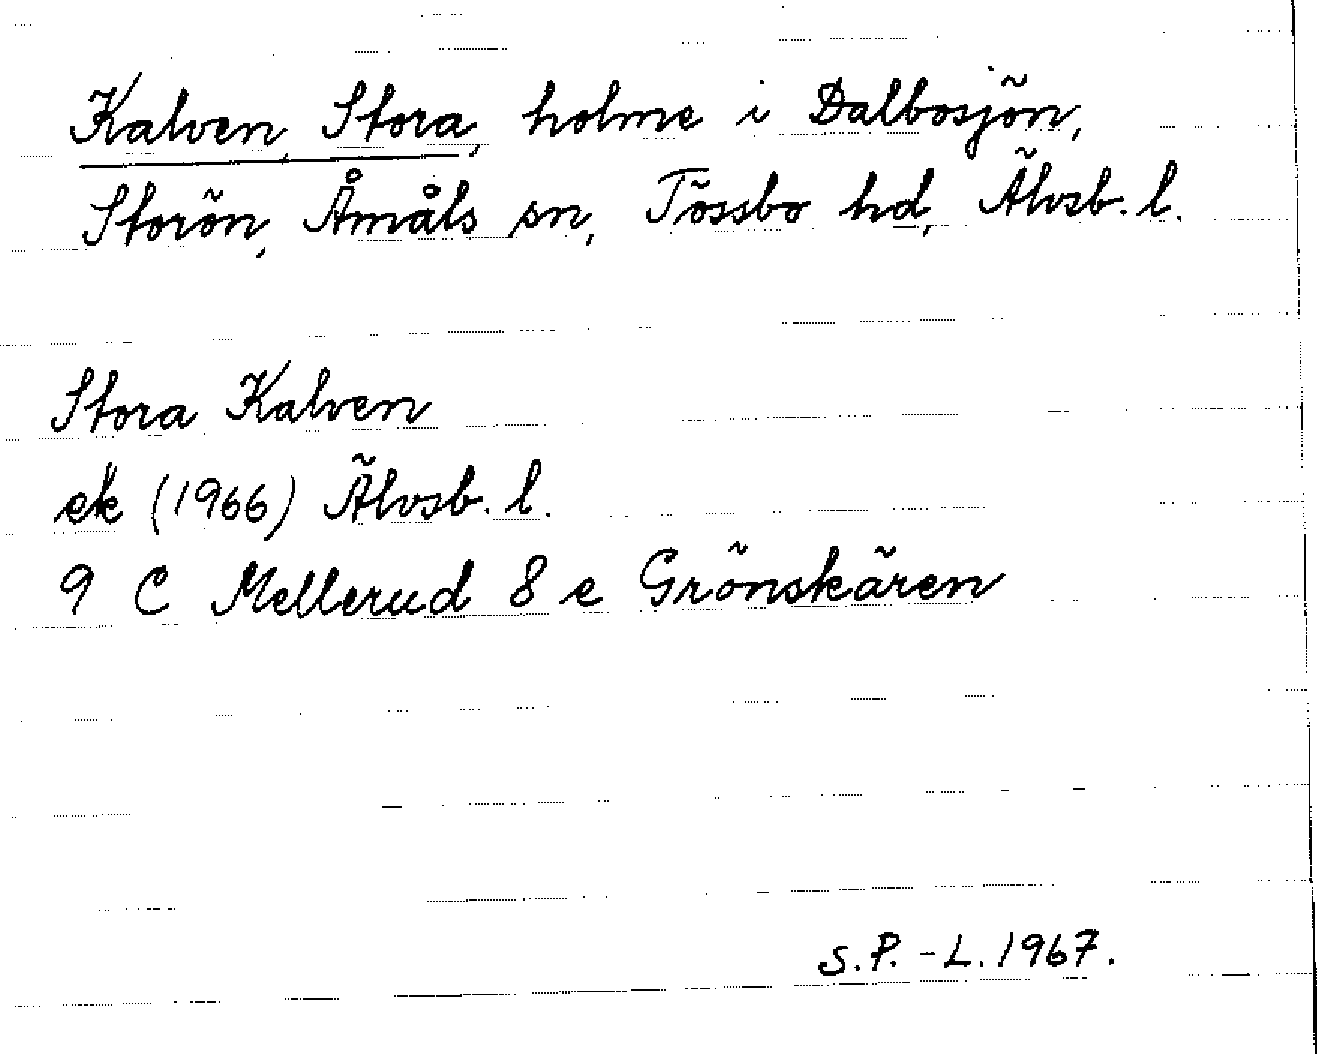 Kalven, Stora, holme i Dalbosjön,
Storön, Åmåls sn, Tössbo hd, Älvsb. l.
Stora Kalven
ek (1966) Älvsb. l.
9 C Mellerud 8 e Grönskären
S.P. -L. 1967.